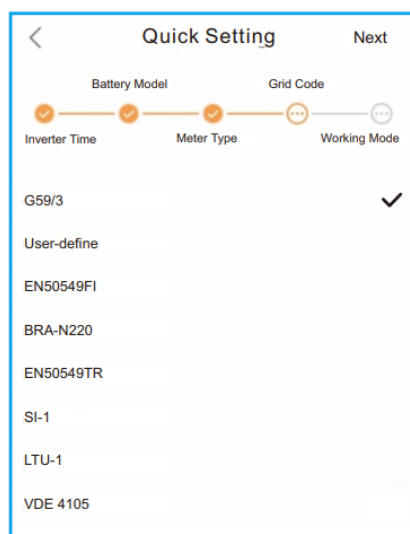 Quick Setting Next
Battery Model Grid Code
Inverter Time Meter Type Working Mode
G59/3
User-define
EN50549FI
BRA-N220
EN50549TR
SI-1
LTU-1
VDE 4105